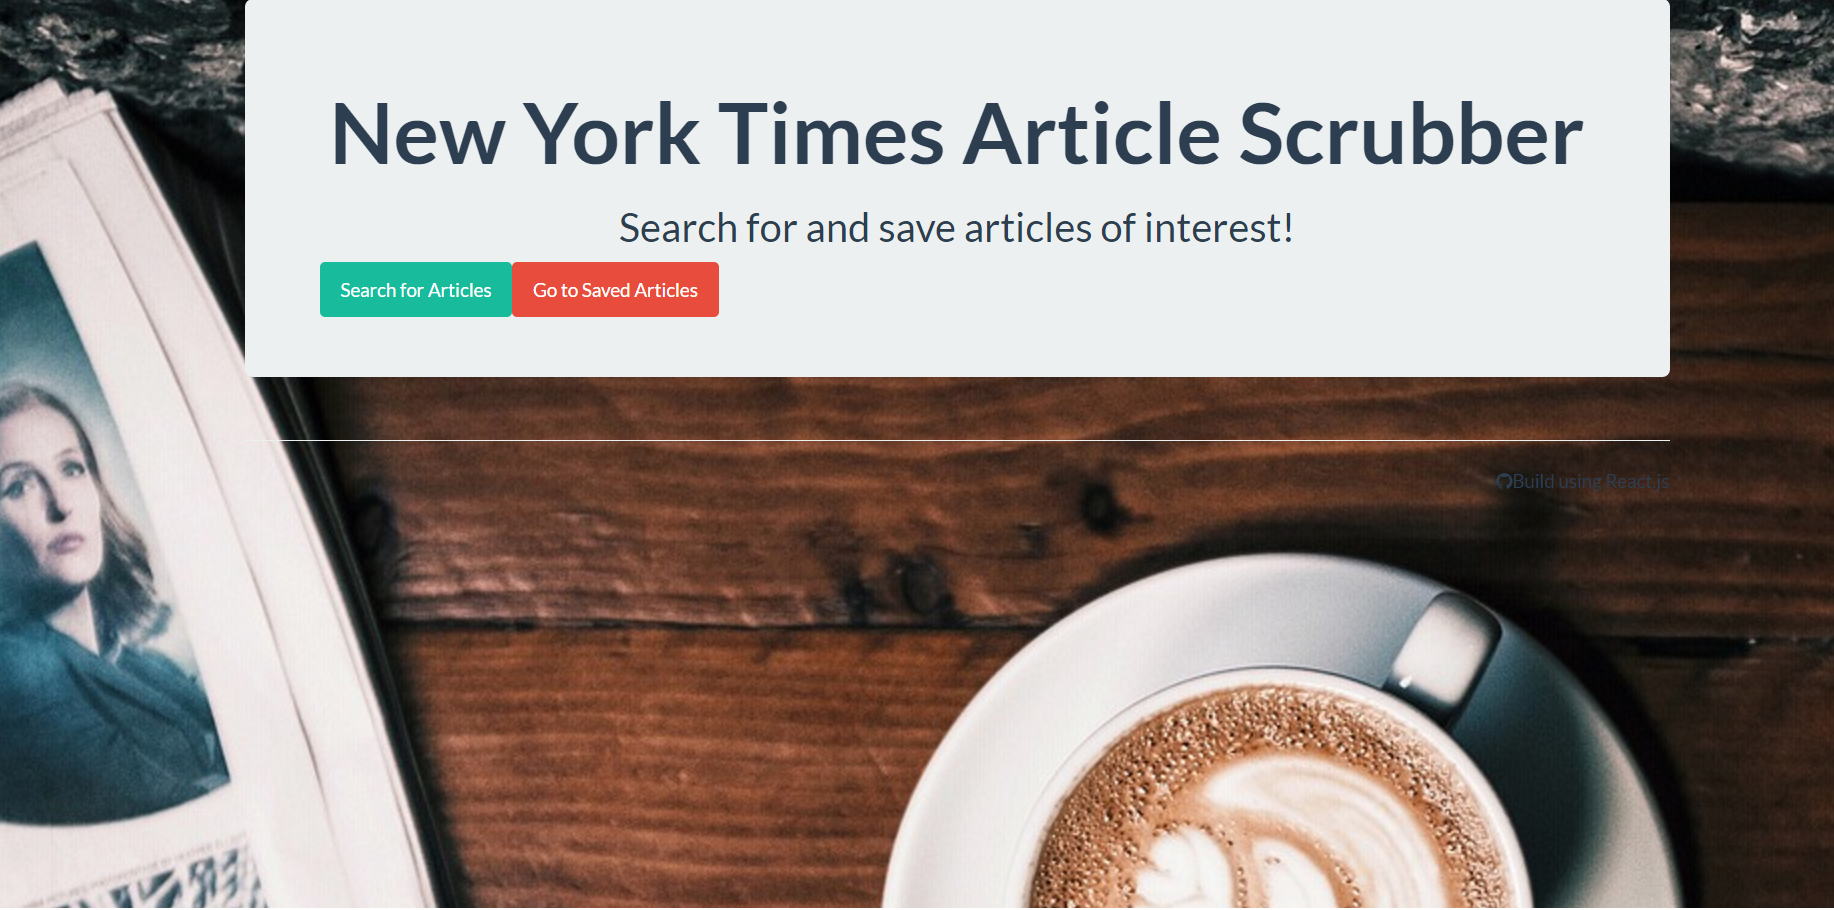 New York Times Article Scrubber
Search for and save articles of interest!
Search for Articles Go to Saved Articles
Build using React.js